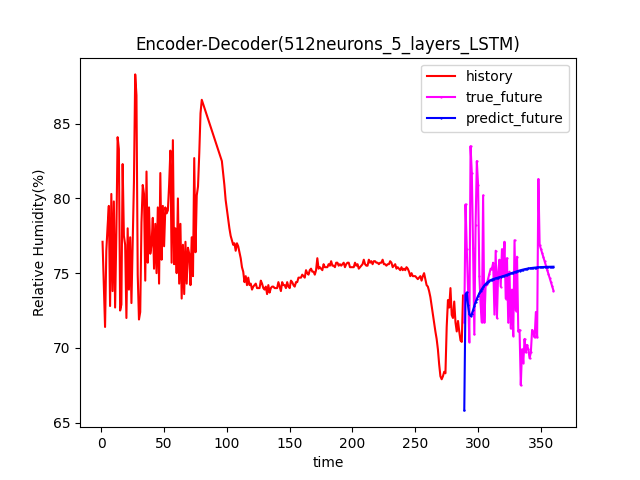 Encoder-Decoder(512neurons_5_layers_LSTM)
history
true_future
predict_future
Relative Humidity(%)
85
80
75
70
65
0 50 100 150 200 250 300 350
time